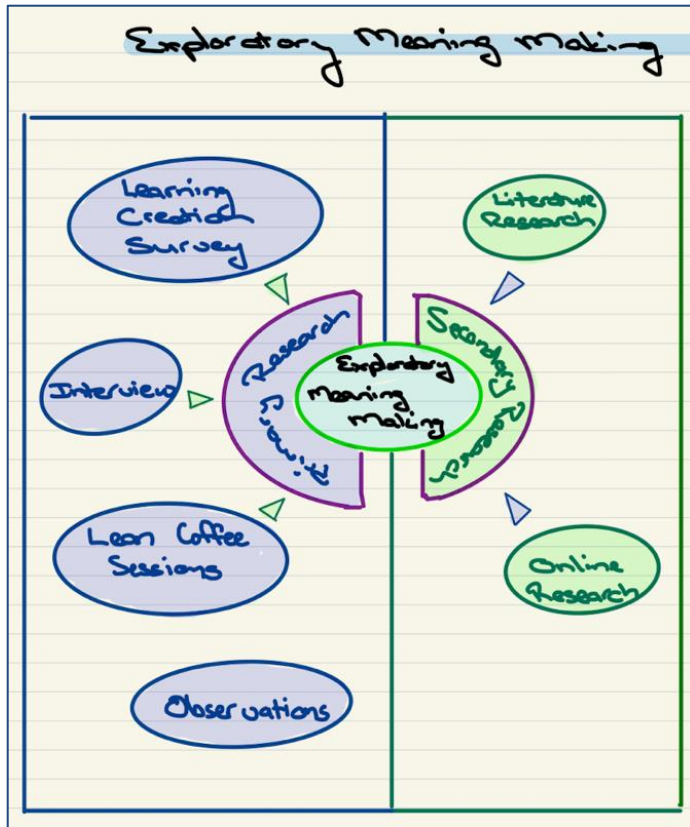 Exploratory Meaning Making
Learning
Creation
Survey
Interview
Lean Coffee
Sessions
Observations
Primary Research
Exploratory
Meaning
Making
Secondary Research
Literature
Research
Online
Research